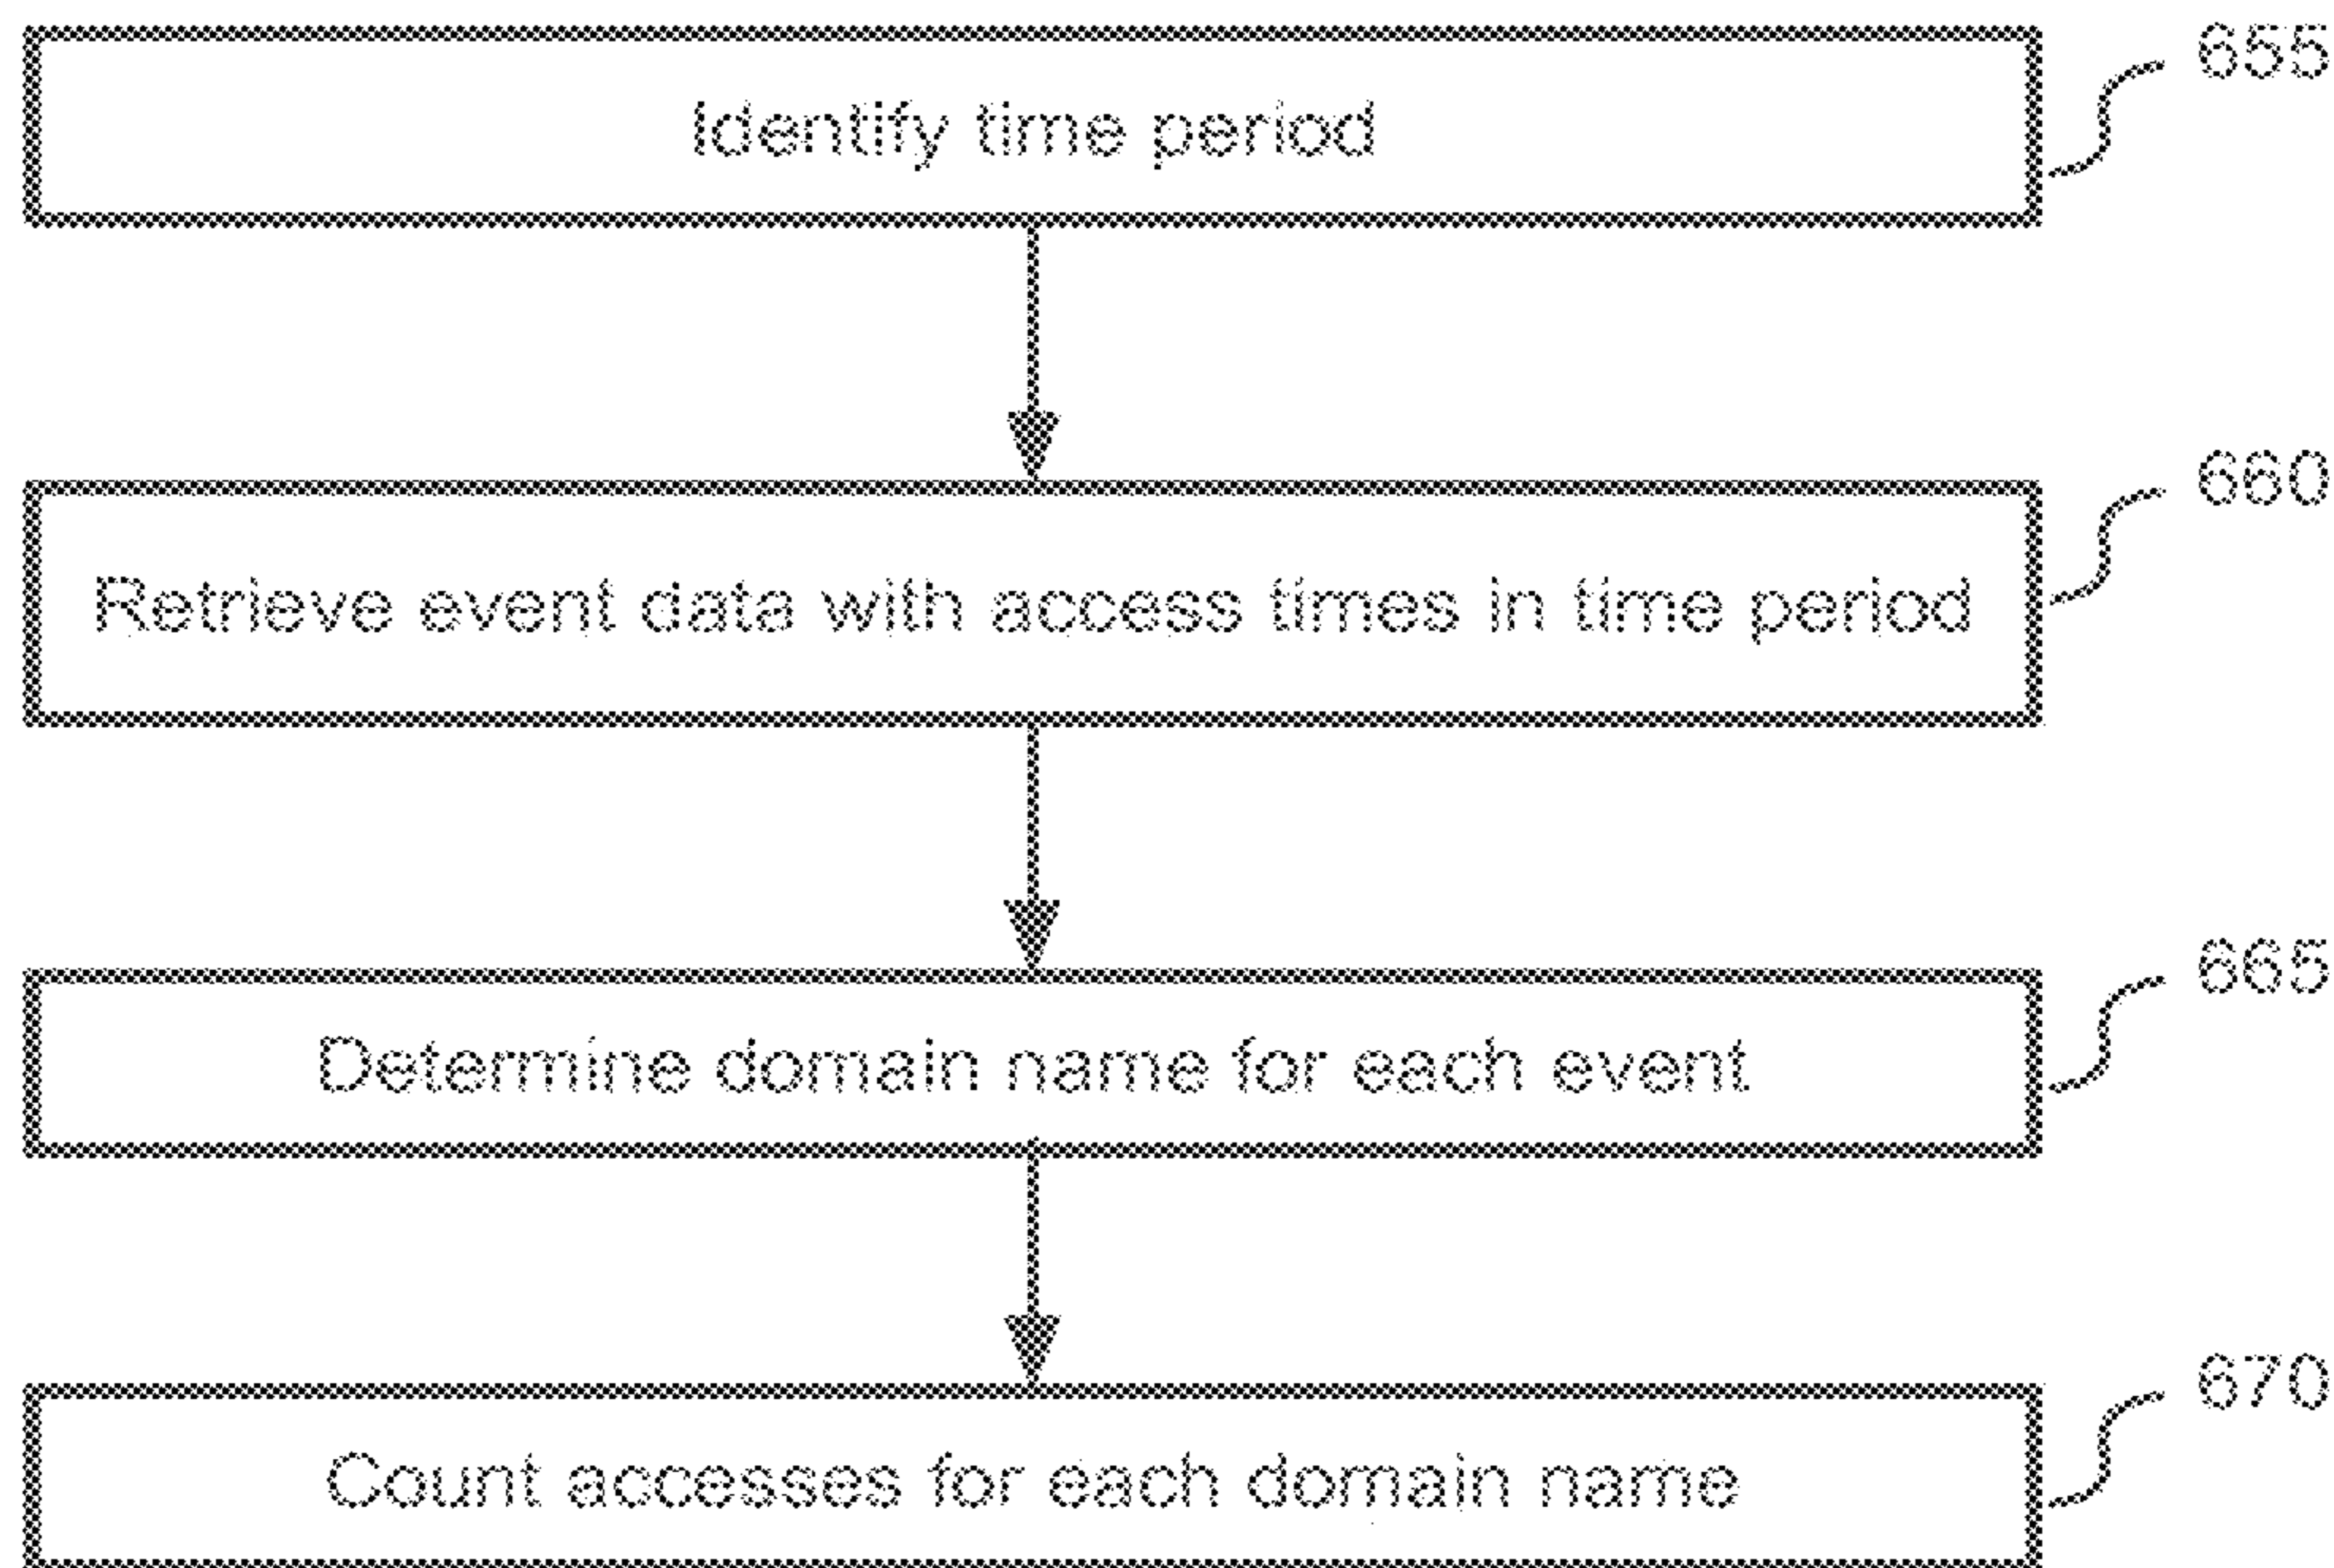 655
Identify time period
660
Retrieve event data with access times in time period
665
Determine domain name for each event
670
Count accesses for each domain name